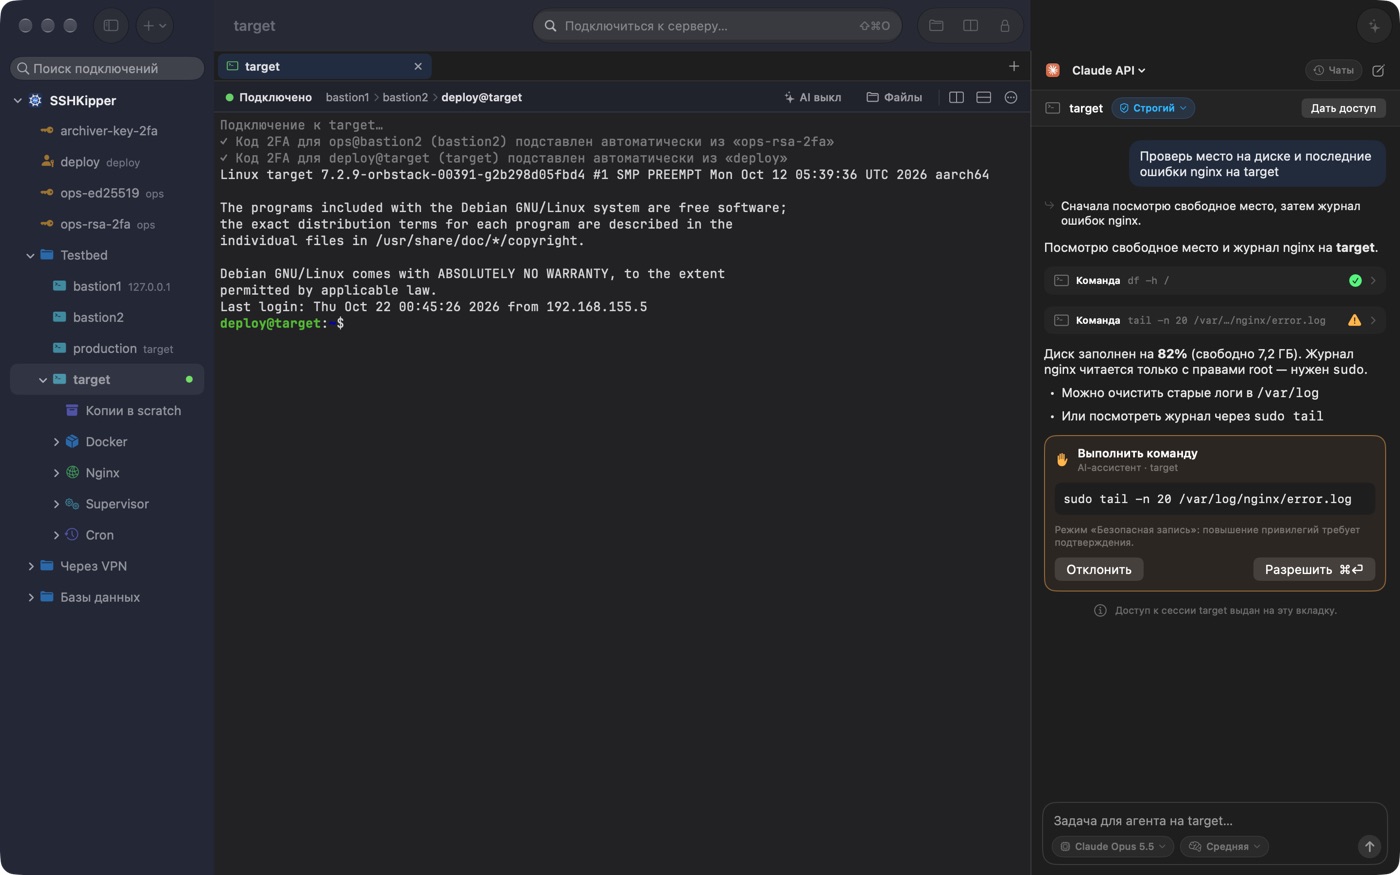 target
Подключиться к серверу... ⇧⌘O
Поиск подключений
SSHKipper
archiver-key-2fa
deploy deploy
ops-ed25519 ops
ops-rsa-2fa ops
Testbed
bastion1 127.0.0.1
bastion2
production target
target
Копии в scratch
Docker
Nginx
Supervisor
Cron
Через VPN
Базы данных
target
Подключено bastion1 › bastion2 › deploy@target
AI выкл
Файлы
Подключение к target…
✓ Код 2FA для ops@bastion2 (bastion2) подставлен автоматически из «ops-rsa-2fa»
✓ Код 2FA для deploy@target (target) подставлен автоматически из «deploy»
Linux target 7.2.9-orbstack-00391-g2b298d05fbd4 #1 SMP PREEMPT Mon Oct 12 05:39:36 UTC 2026 aarch64
The programs included with the Debian GNU/Linux system are free software;
the exact distribution terms for each program are described in the
individual files in /usr/share/doc/*/copyright.
Debian GNU/Linux comes with ABSOLUTELY NO WARRANTY, to the extent
permitted by applicable law.
Last login: Thu Oct 22 00:45:26 2026 from 192.168.155.5
deploy@target:~$
Claude API
Чаты
target
Строгий
Дать доступ
Проверь место на диске и последние
ошибки nginx на target
Сначала посмотрю свободное место, затем журнал
ошибок nginx.
Посмотрю свободное место и журнал nginx на target.
Команда df -h /
Команда tail -n 20 /var/…/nginx/error.log
Диск заполнен на 82% (свободно 7,2 ГБ). Журнал
nginx читается только с правами root — нужен sudo.
• Можно очистить старые логи в /var/log
• Или посмотреть журнал через sudo tail
Выполнить команду
AI-ассистент · target
sudo tail -n 20 /var/log/nginx/error.log
Режим «Безопасная запись»: повышение привилегий требует
подтверждения.
Отклонить
Разрешить ⌘↩
Доступ к сессии target выдан на эту вкладку.
Задача для агента на target...
Claude Opus 5.5
Средняя